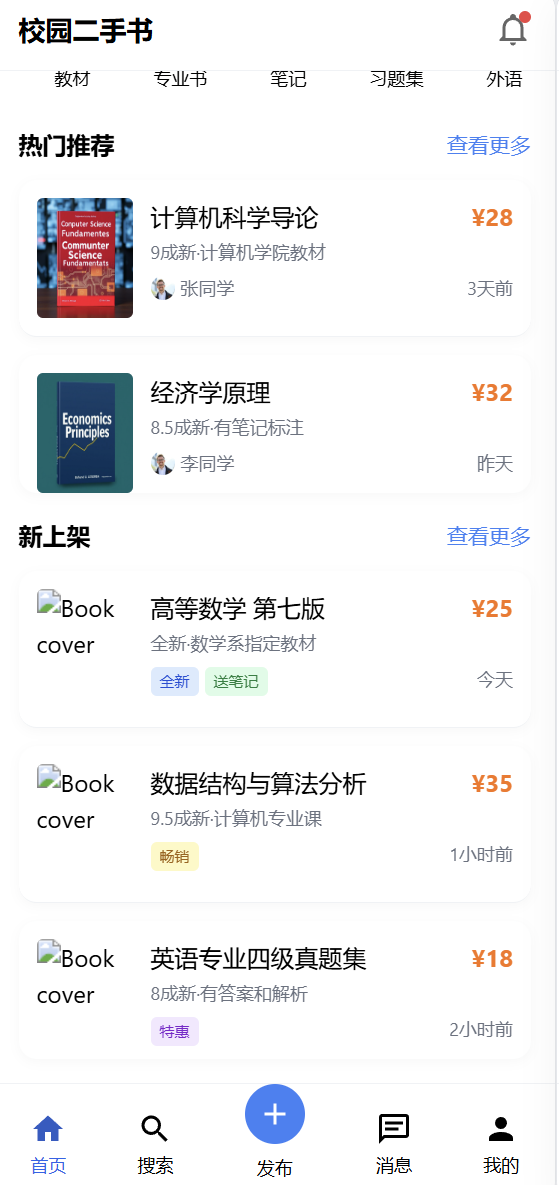 校园二手书
教材 专业书 笔记 习题集 外语
热门推荐 查看更多
Computer Science
Fundamentes
Communter
Science
Fundamentats
计算机科学导论 ¥28
9成新·计算机学院教材
张同学 3天前
Economics
Principles
经济学原理 ¥32
8.5成新·有笔记标注
李同学 昨天
新上架 查看更多
Book
cover
高等数学 第七版 ¥25
全新·数学系指定教材
全新 送笔记 今天
Book
cover
数据结构与算法分析 ¥35
9.5成新·计算机专业课
畅销 1小时前
Book
cover
英语专业四级真题集 ¥18
8成新·有答案和解析
特惠 2小时前
首页 搜索 发布 消息 我的